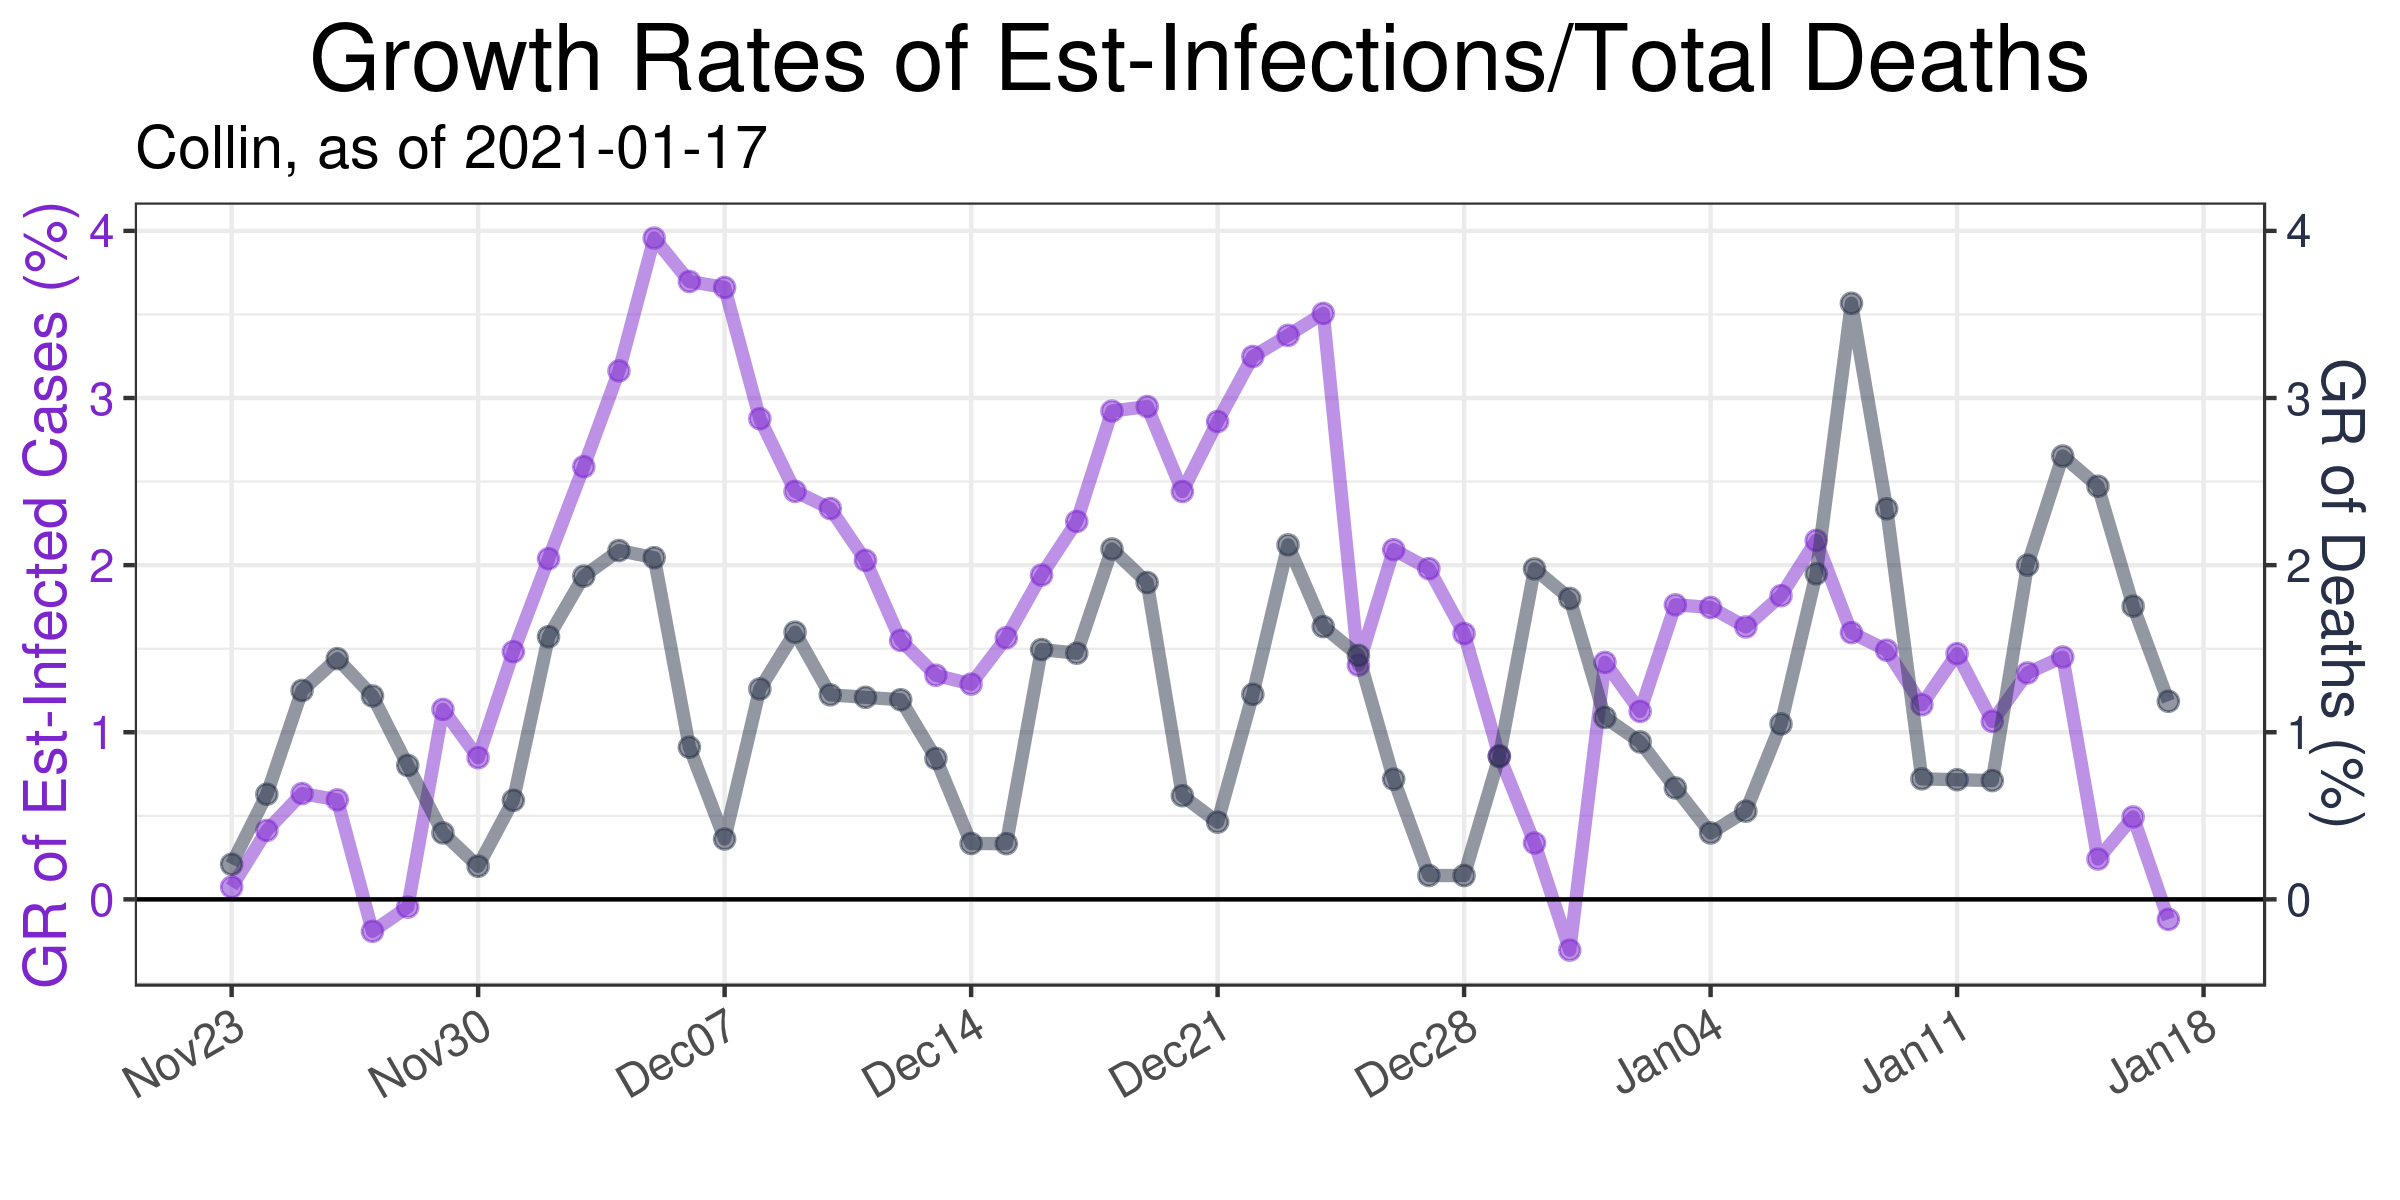 Growth Rates of Est-Infections/Total Deaths
Collin, as of 2021-01-17
GR of Est-Infected Cases (%)
4
3
2
1
0
4
3
2
1
0
GR of Deaths (%)
Nov23
Nov30
Dec07
Dec14
Dec21
Dec28
Jan04
Jan11
Jan18